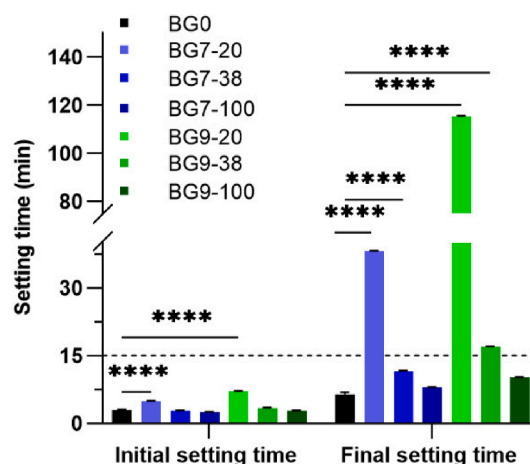 BG0
BG7-20
BG7-38
BG7-100
BG9-20
BG9-38
BG9-100
Setting time (min)
140
120
100
80
30
15
0
****
****
****
****
****
****
Initial setting time
Final setting time